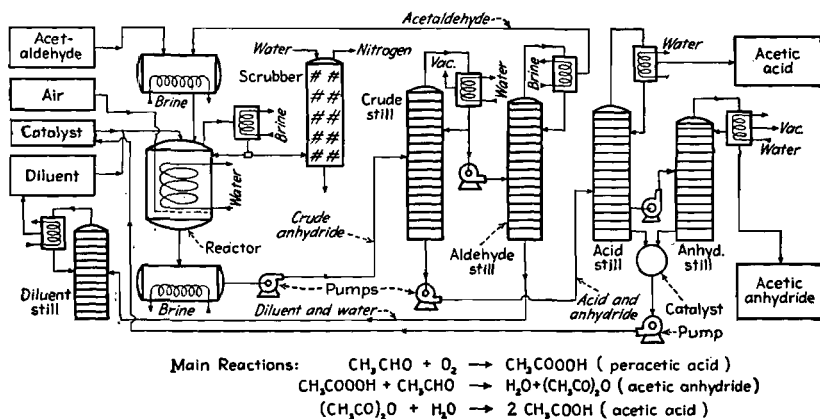 Acetaldehyde
Acet-
aldehyde
Air
Catalyst
Diluent
Brine
Water
Nitrogen
Scrubber
Brine
Water
Reactor
Brine
Diluent
still
Crude
anhydride
Pumps
Diluent and water
Crude
still
Vac.
Water
Brine
Aldehyde
still
Acid and
anhydride
Water
Acetic
acid
Acid
still
Anhyd.
still
Vac.
Water
Catalyst
Pump
Acetic
anhydride
Main Reactions: CH₃CHO + O₂ → CH₃COOOH ( peracetic acid )
CH₃COOOH + CH₃CHO → H₂O + (CH₃CO)₂O ( acetic anhydride )
(CH₃CO)₂O + H₂O → 2 CH₃COOH ( acetic acid )